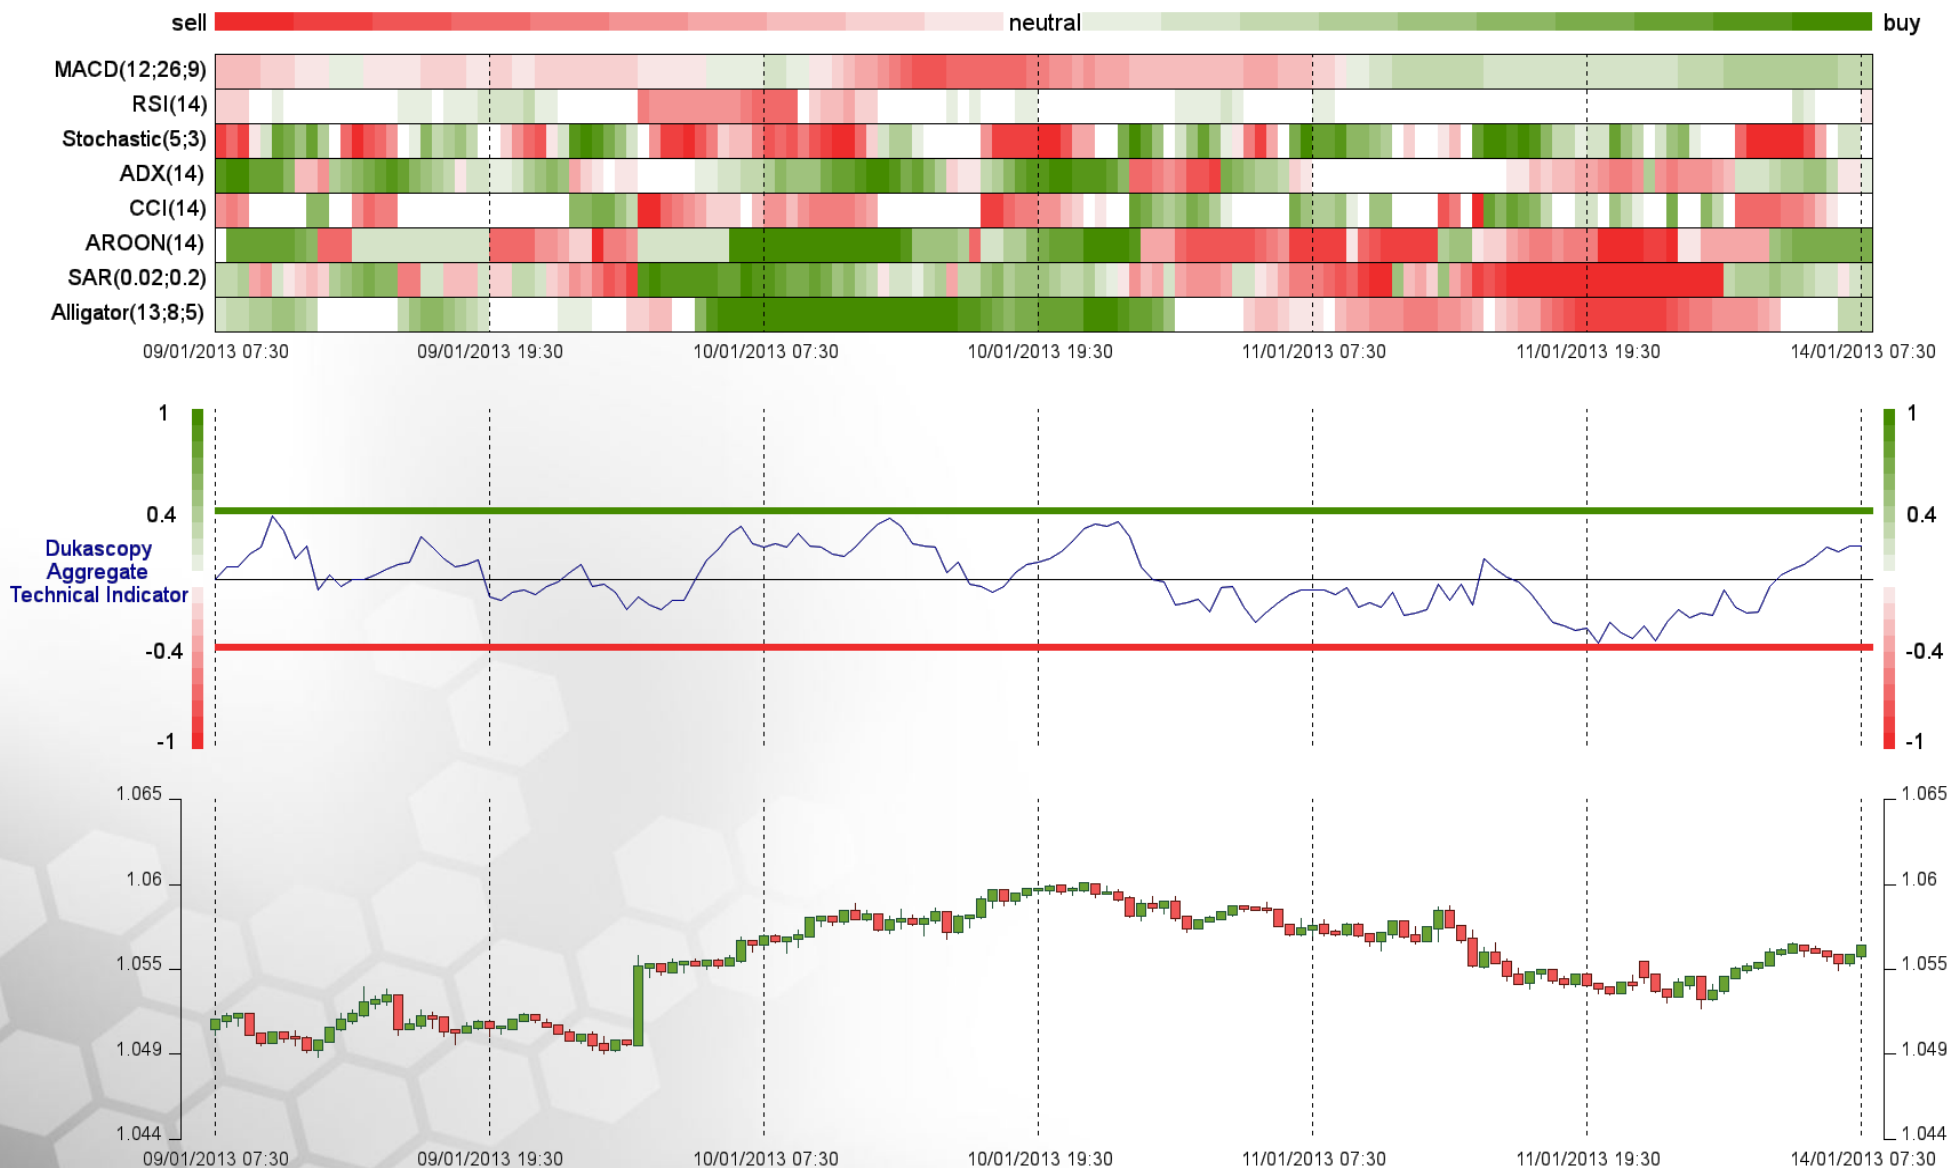 sell neutral buy
MACD(12;26;9)
RSI(14)
Stochastic(5;3)
ADX(14)
CCI(14)
AROON(14)
SAR(0.02;0.2)
Alligator(13;8;5)
09/01/2013 07:30 09/01/2013 19:30 10/01/2013 07:30 10/01/2013 19:30 11/01/2013 07:30 11/01/2013 19:30 14/01/2013 07:30
1 1
0.4 0.4
Dukascopy
Aggregate
Technical Indicator
-0.4 -0.4
-1 -1
1.065 1.065
1.06 1.06
1.055 1.055
1.049 1.049
1.044 1.044
09/01/2013 07:30 09/01/2013 19:30 10/01/2013 07:30 10/01/2013 19:30 11/01/2013 07:30 11/01/2013 19:30 14/01/2013 07:30